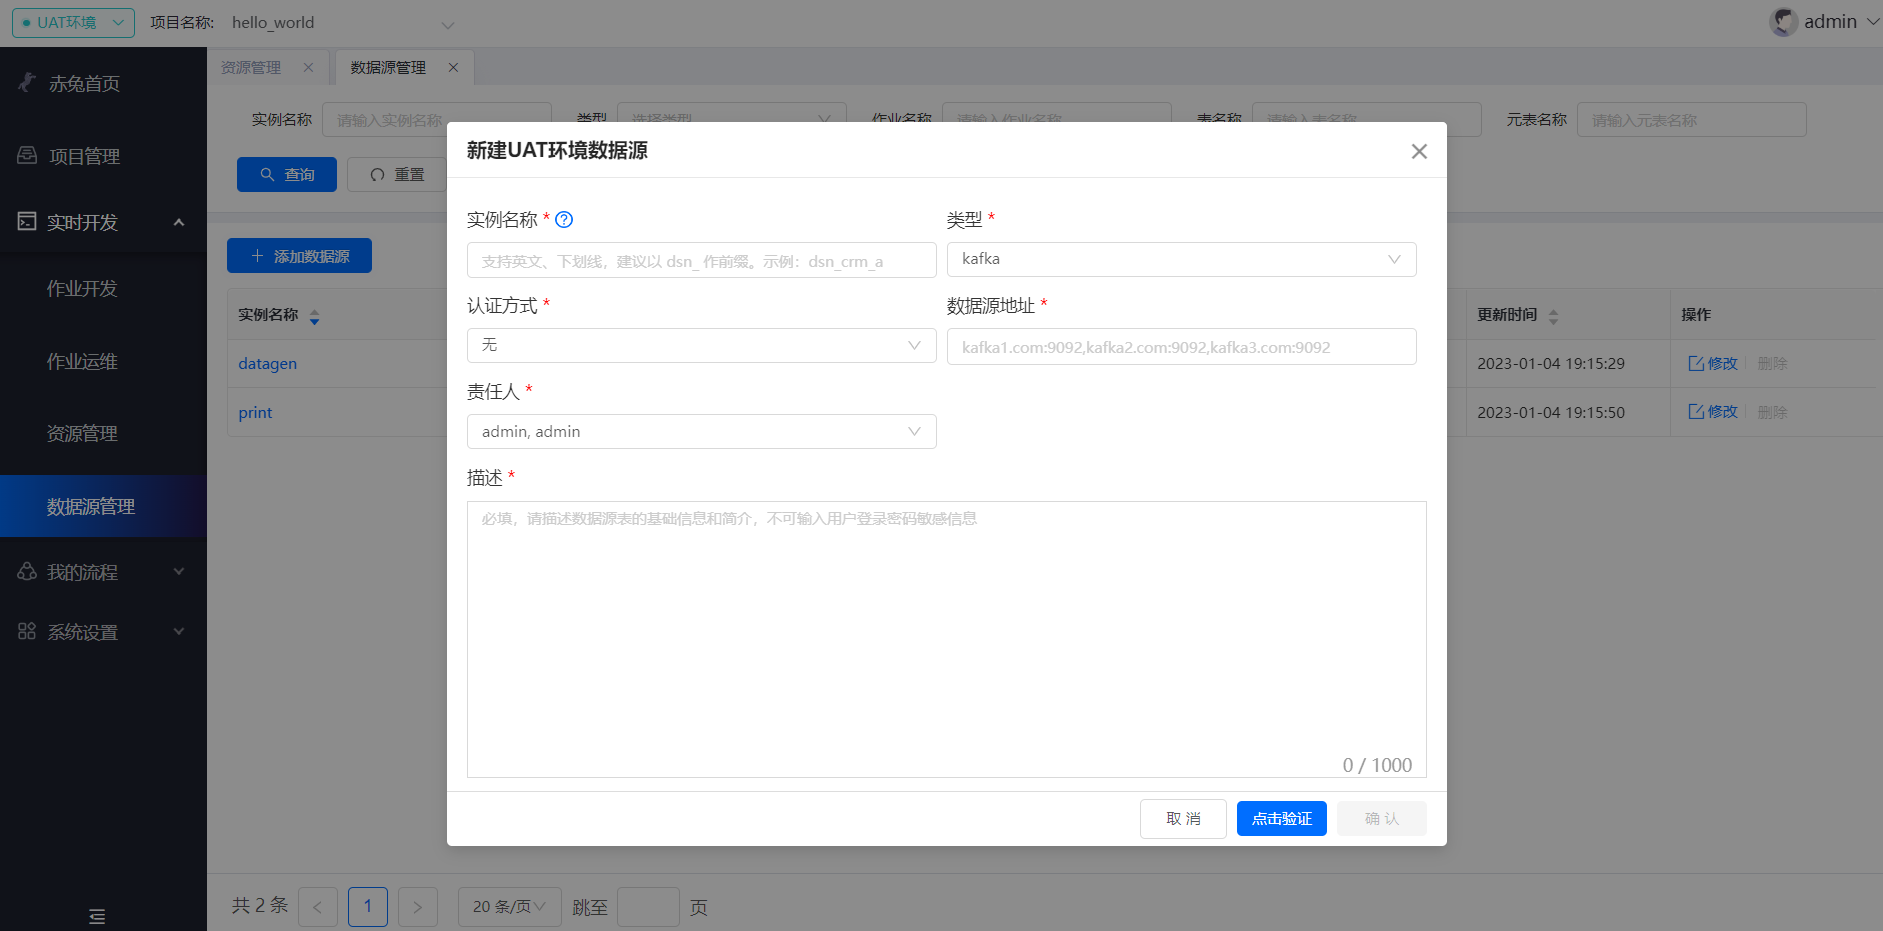 UAT环境
项目名称:
hello_world
admin
赤兔首页
项目管理
实时开发
作业开发
作业运维
资源管理
数据源管理
我的流程
系统设置
资源管理
数据源管理
实例名称
请输入实例名称
类型
选择类型
作业名称
请输入作业名称
表名称
请输入表名称
元表名称
请输入元表名称
查询
重置
添加数据源
实例名称
更新时间
操作
datagen
2023-01-04 19:15:29
修改
删除
print
2023-01-04 19:15:50
修改
删除
新建UAT环境数据源
实例名称 *
类型 *
支持英文、下划线，建议以 dsn_ 作前缀。示例：dsn_crm_a
kafka
认证方式 *
数据源地址 *
无
kafka1.com:9092,kafka2.com:9092,kafka3.com:9092
责任人 *
admin, admin
描述 *
必填，请描述数据源表的基础信息和简介，不可输入用户登录密码敏感信息
0 / 1000
取 消
点击验证
确 认
共 2 条
1
20 条/页
跳至
页